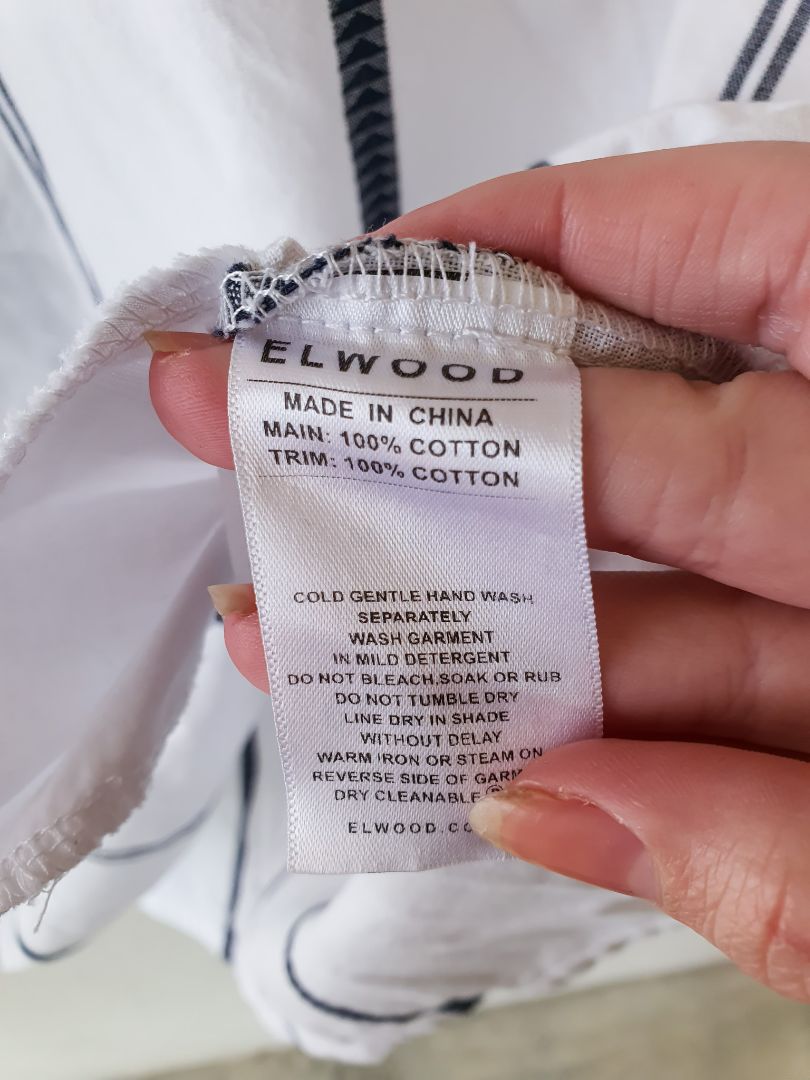 ELWOOD
MADE IN CHINA
MAIN: 100% COTTON
TRIM: 100% COTTON
COLD GENTLE HAND WASH
SEPARATELY
WASH GARMENT
IN MILD DETERGENT
DO NOT BLEACH,SOAK OR RUB
DO NOT TUMBLE DRY
LINE DRY IN SHADE
WITHOUT DELAY
WARM IRON OR STEAM ON
REVERSE SIDE OF
DRY CLEANABLE